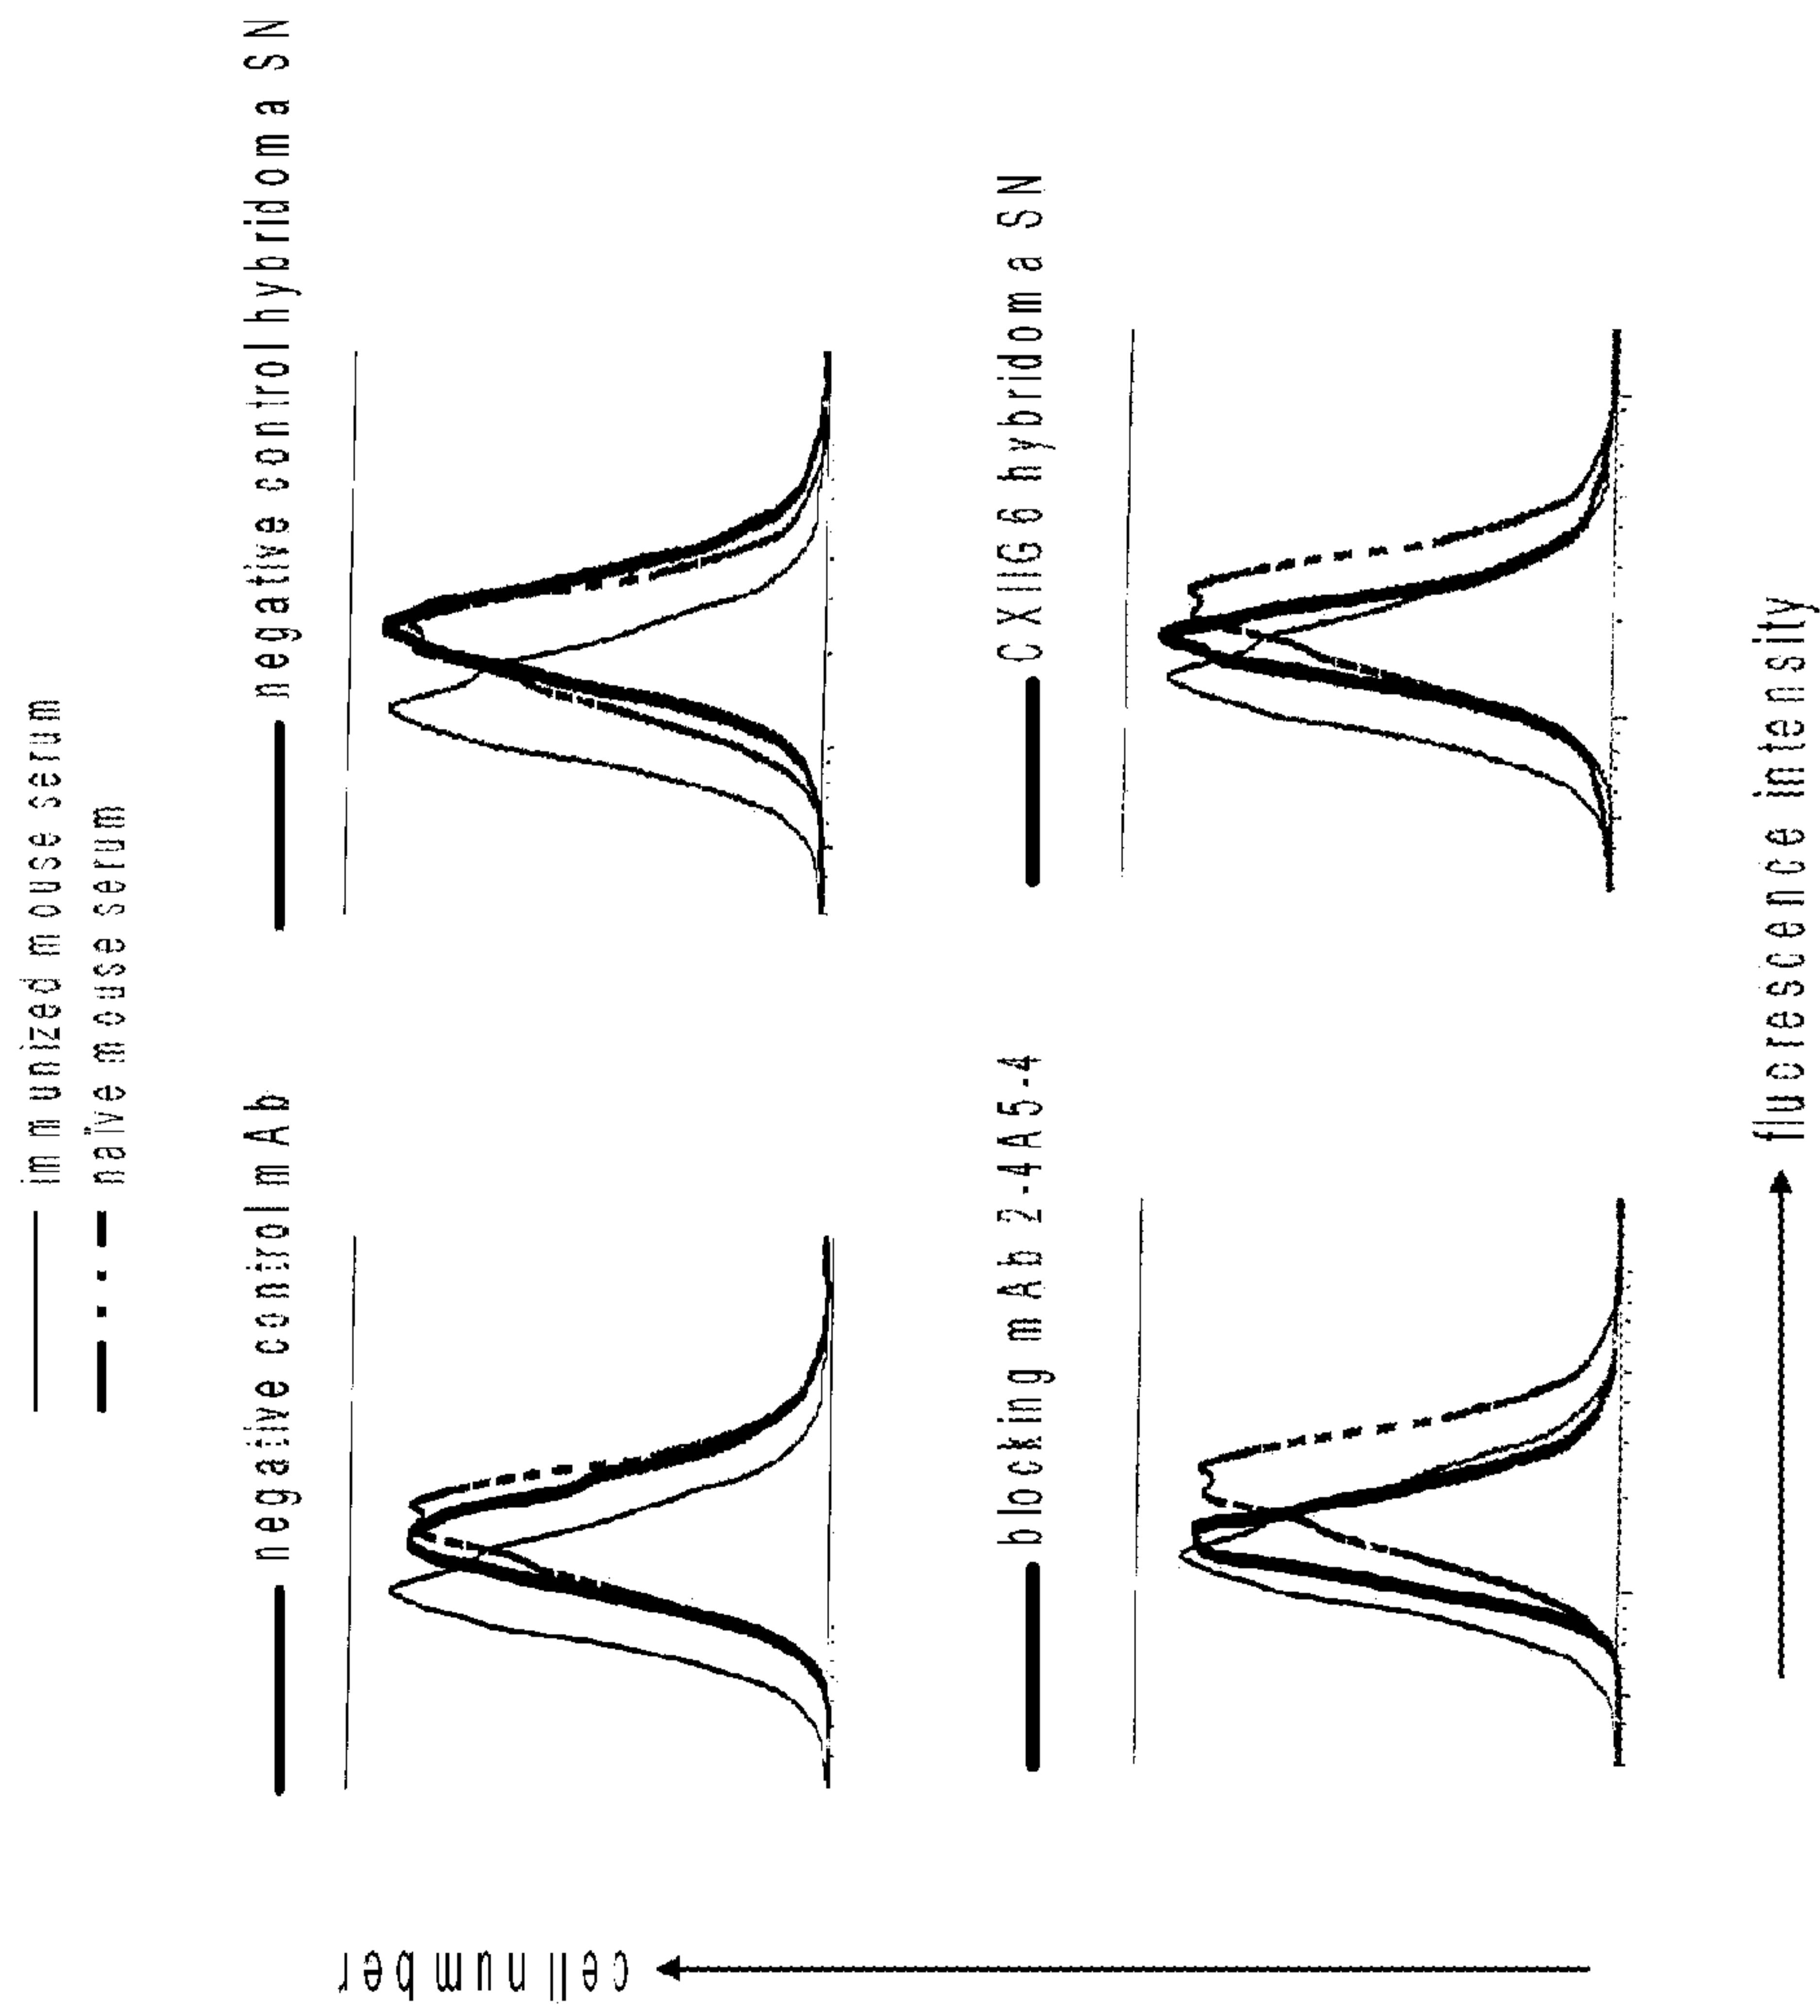 immunized mouse serum
naïve mouse serum
negative control mAb
negative control hybridoma SN
blocking mAb 2-4A5-4
CXIIG6 hybridoma SN
cell number
fluorescence intensity